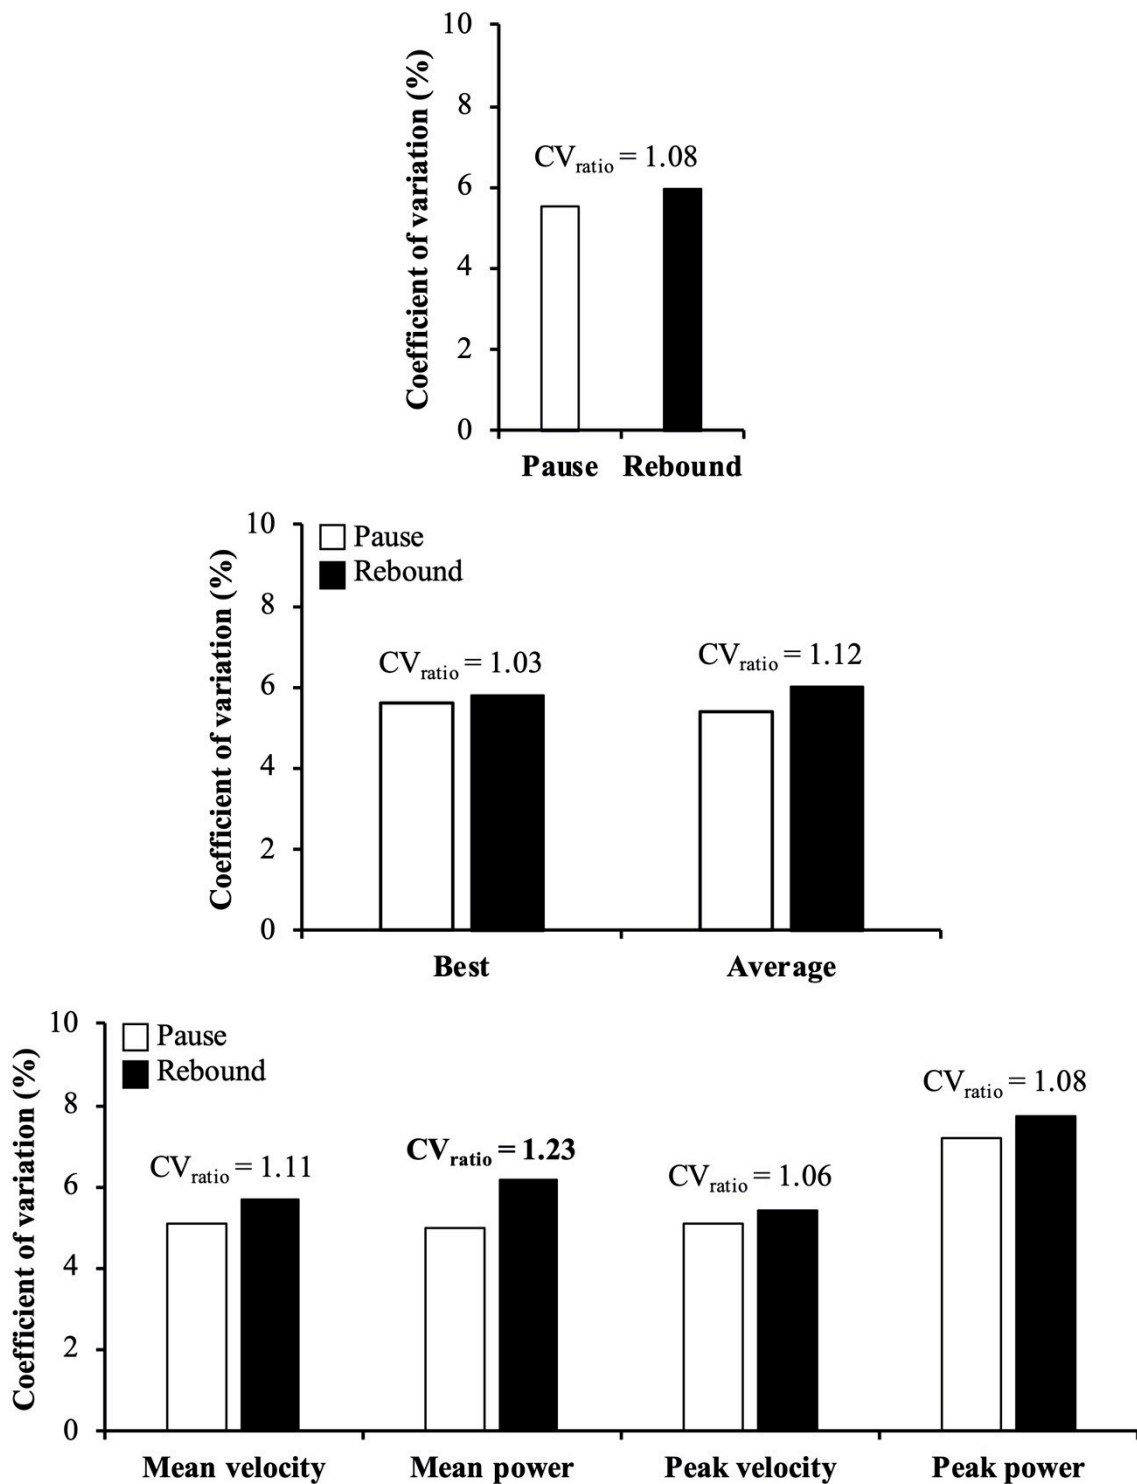 Coefficient of variation (%)
10
8
6
4
2
0
CVratio = 1.08
Pause Rebound
Coefficient of variation (%)
10
8
6
4
2
0
Pause
Rebound
CVratio = 1.03
CVratio = 1.12
Best Average
Coefficient of variation (%)
10
8
6
4
2
0
Pause
Rebound
CVratio = 1.11
CVratio = 1.23
CVratio = 1.06
CVratio = 1.08
Mean velocity Mean power Peak velocity Peak power